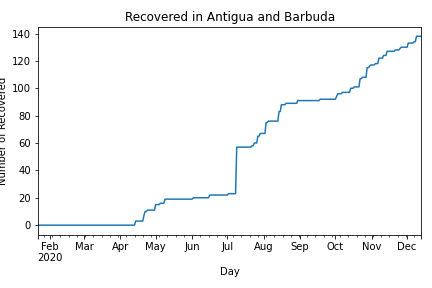 Recovered in Antigua and Barbuda
140
120
100
80
60
40
20
0
Number of Recovered
Feb Mar Apr May Jun Jul Aug Sep Oct Nov Dec
2020
Day